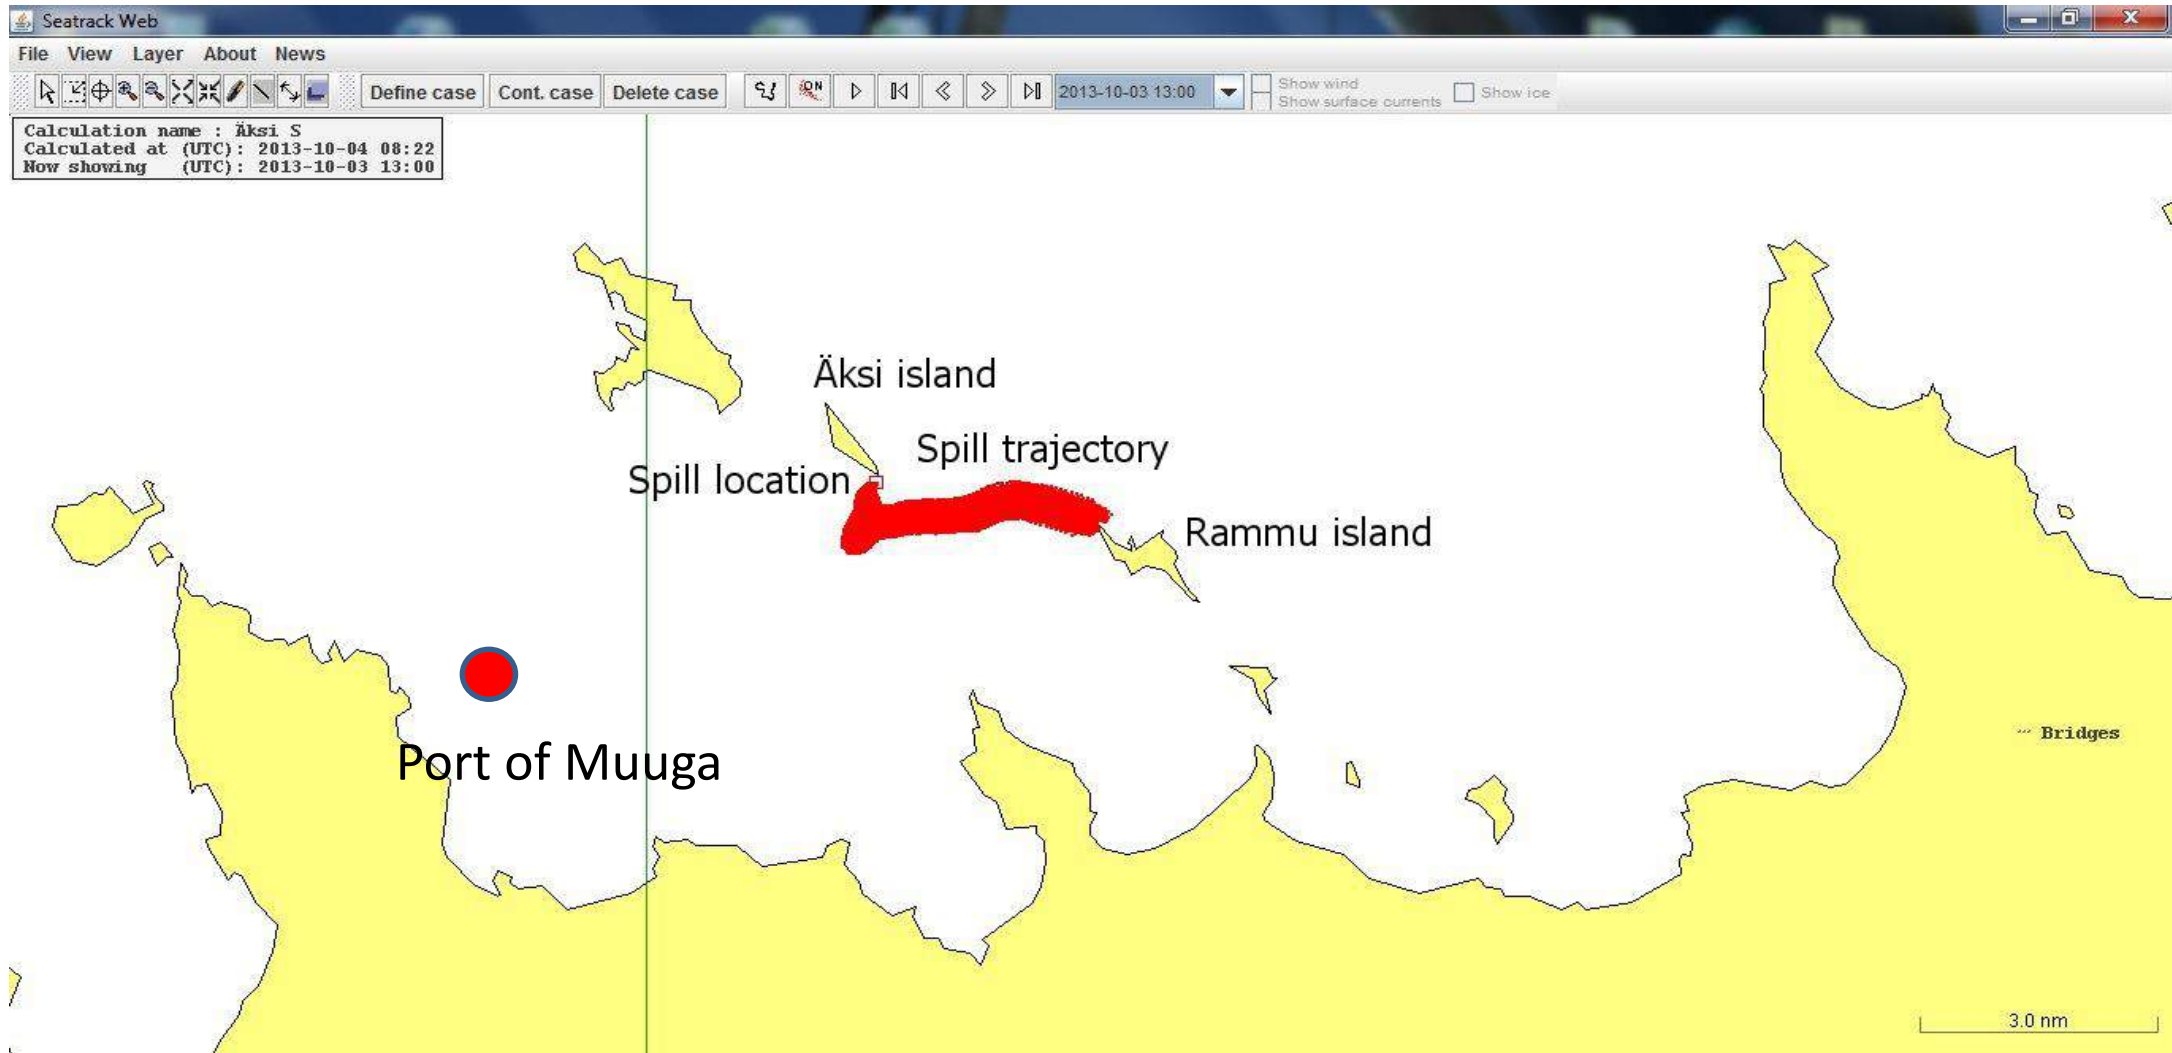 Seatrack Web
File View Layer About News
Define case Cont. case Delete case 2013-10-03 13:00 Show wind
Show surface currents Show ice
Calculation name : Äksi S
Calculated at (UTC): 2013-10-04 08:22
Now showing (UTC): 2013-10-03 13:00
Äksi island
Spill trajectory
Spill location
Rammu island
Bridges
Port of Muuga
3.0 nm